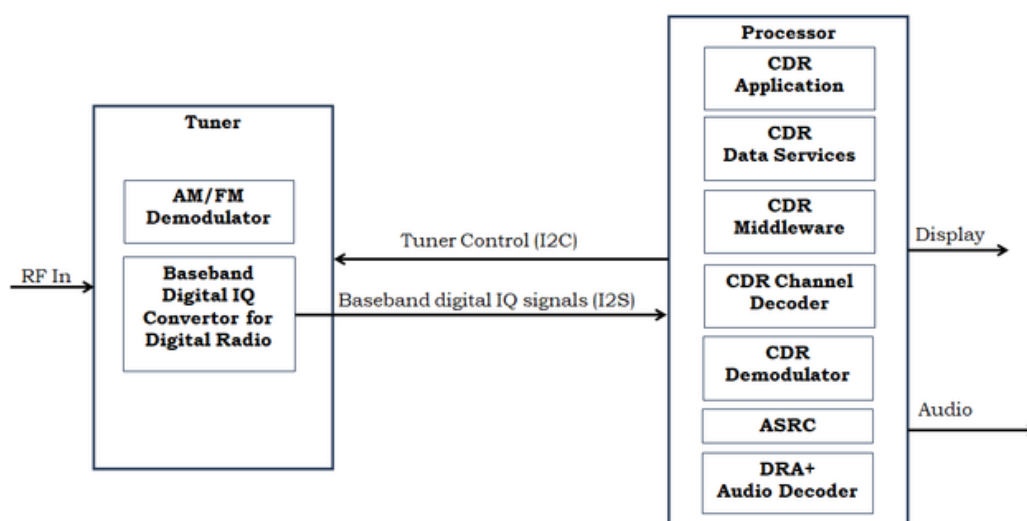 Tuner
AM/FM
Demodulator
Baseband
Digital IQ
Convertor for
Digital Radio
RF In
Tuner Control (I2C)
Baseband digital IQ signals (I2S)
Processor
CDR
Application
CDR
Data Services
CDR
Middleware
CDR Channel
Decoder
CDR
Demodulator
ASRC
DRA+
Audio Decoder
Display
Audio